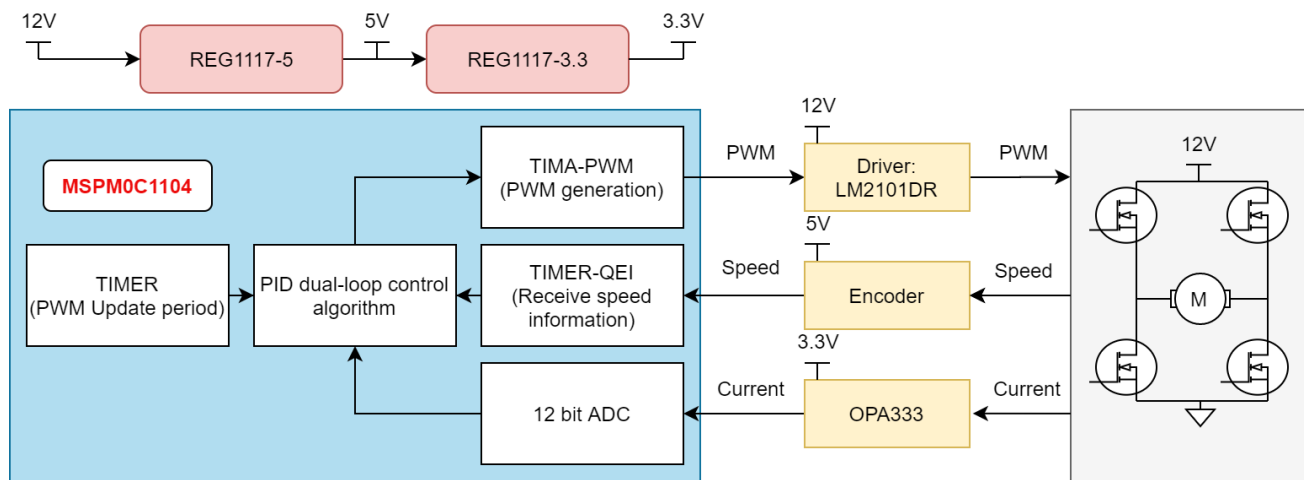 12V
5V
3.3V
REG1117-5
REG1117-3.3
MSPM0C1104
TIMER
(PWM Update period)
PID dual-loop control
algorithm
TIMA-PWM
(PWM generation)
TIMER-QEI
(Receive speed
information)
12 bit ADC
PWM
Speed
Current
12V
Driver:
LM2101DR
5V
Encoder
3.3V
OPA333
PWM
Speed
Current
12V
M